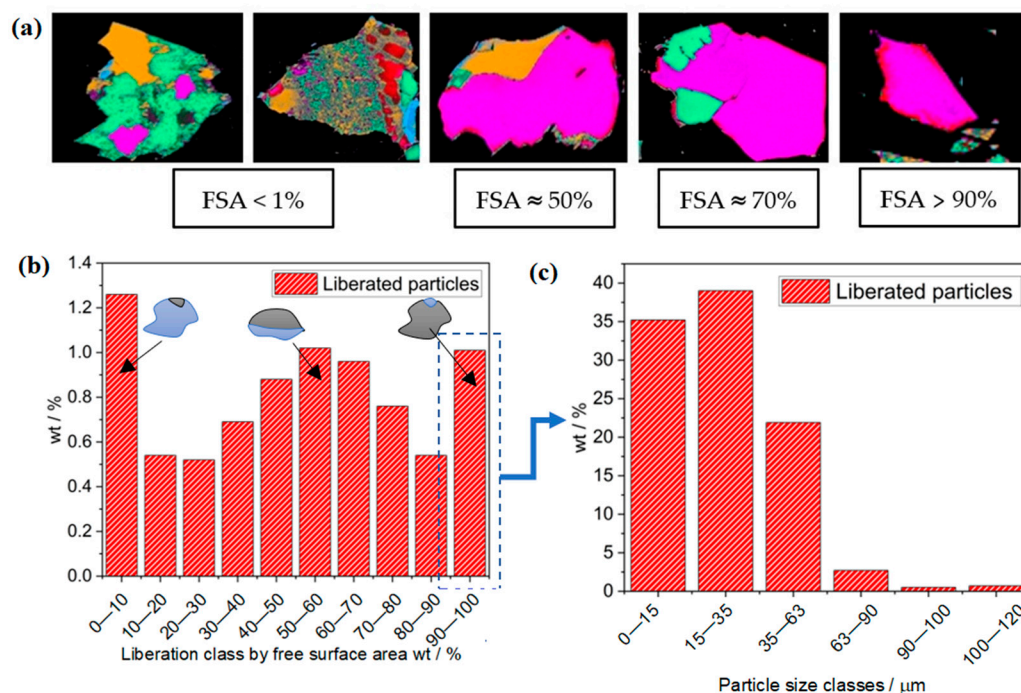 (a)
FSA < 1%
FSA ≈ 50%
FSA ≈ 70%
FSA > 90%
(b)
1.4
1.2
1.0
0.8
0.6
0.4
0.2
0.0
wt / %
Liberated particles
0—10
10—20
20—30
30—40
40—50
50—60
60—70
70—80
80—90
90—100
Liberation class by free surface area wt / %
(c)
40
35
30
25
20
15
10
5
0
wt / %
Liberated particles
0—15
15—35
35—63
63—90
90—100
100—120
Particle size classes / μm